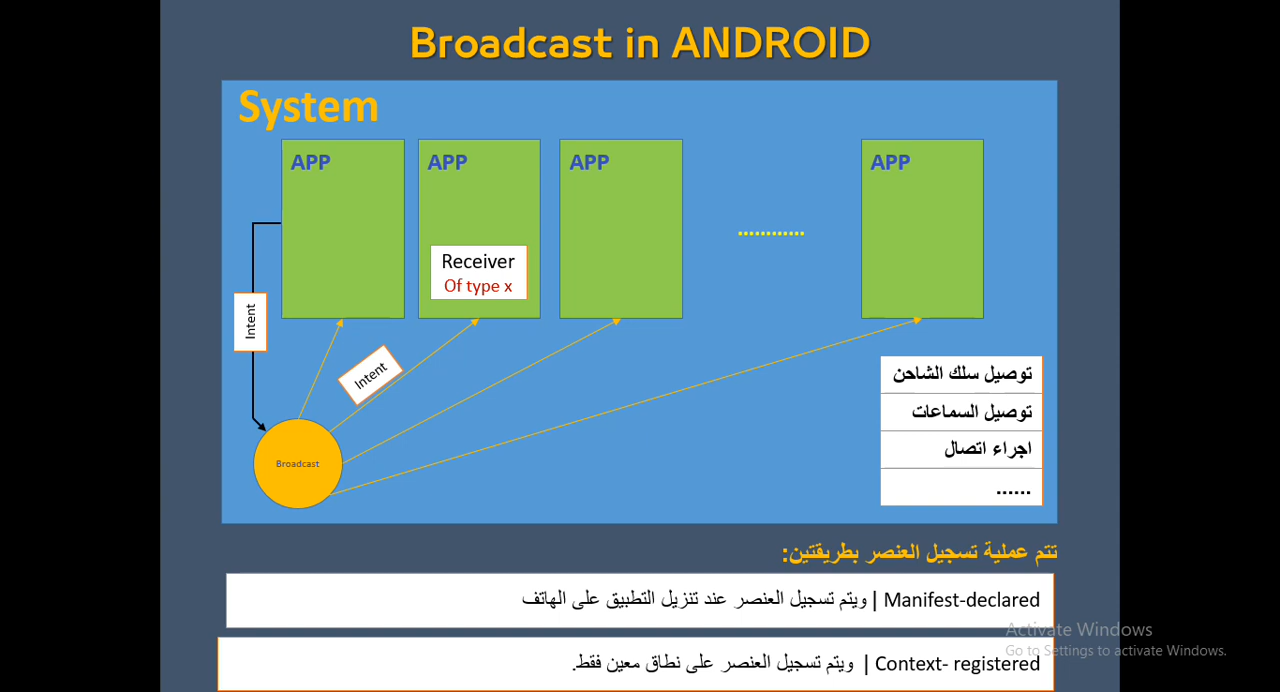 Broadcast in ANDROID
System
APP
APP
APP
APP
............
Receiver
Of type x
Intent
Intent
Broadcast
توصيل سلك الشاحن
توصيل السماعات
اجراء اتصال
......
تتم عملية تسجيل العنصر بطريقتين:
Manifest-declared | ويتم تسجيل العنصر عند تنزيل التطبيق على الهاتف
Context- registered | ويتم تسجيل العنصر على نطاق معين فقط.
Activate Windows
Go to Settings to activate Windows.